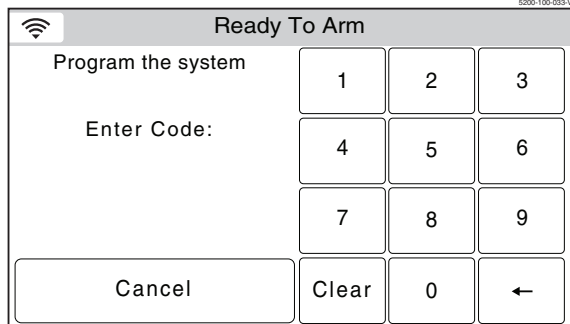 5200-100-033-V
Ready To Arm
Program the system
Enter Code:
1 2 3
4 5 6
7 8 9
Cancel Clear 0 ←